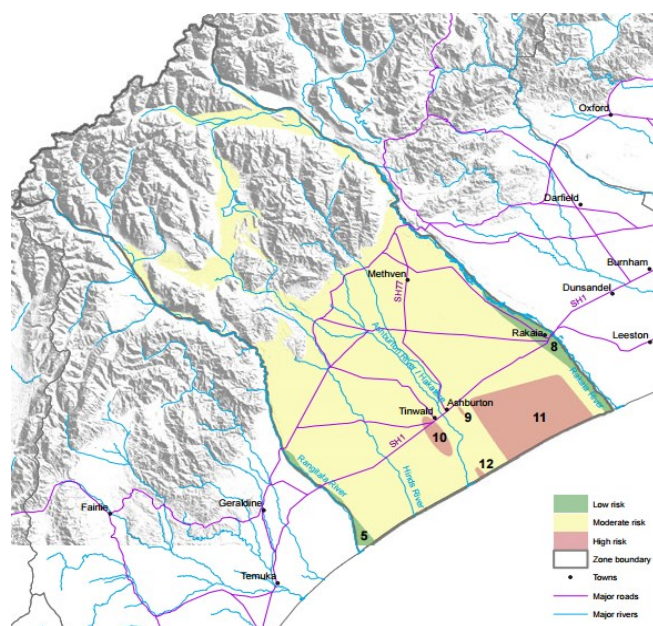 Oxford
Darfield
Burnham
Methven
SH77
Dunsandel
SH1
Rakaia
Leeston
8
Rakaia River
Ashburton River / Hakatere
Ashburton
Tinwald
9
11
10
SH1
12
Rangitata River
Hinds River
Geraldine
Fairlie
5
Temuka
Low risk
Moderate risk
High risk
Zone boundary
Towns
Major roads
Major rivers